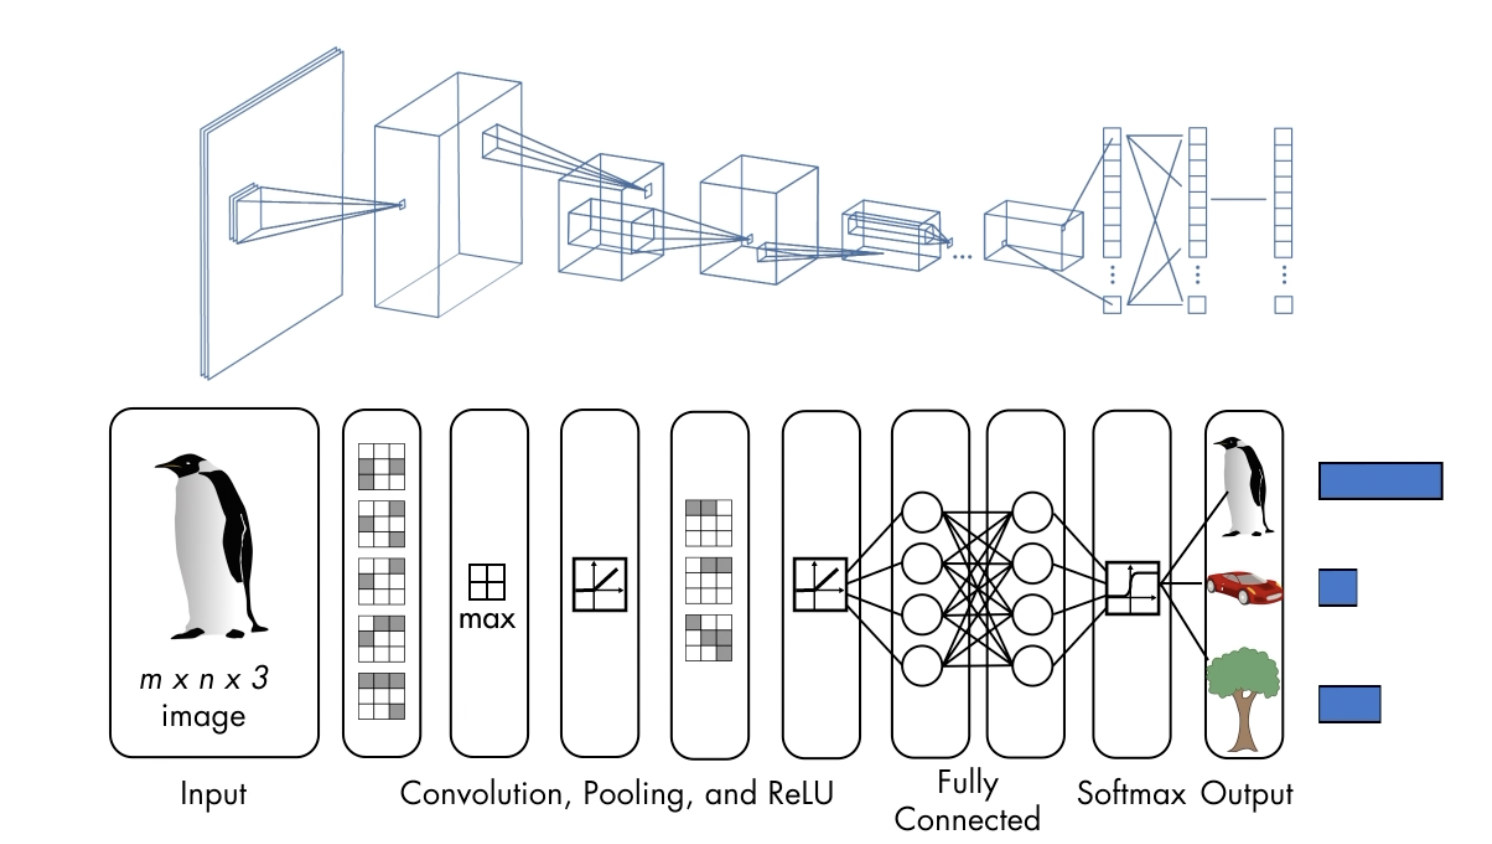 max
m x n x 3
image
Input
Convolution, Pooling, and ReLU
Fully
Connected
Softmax
Output